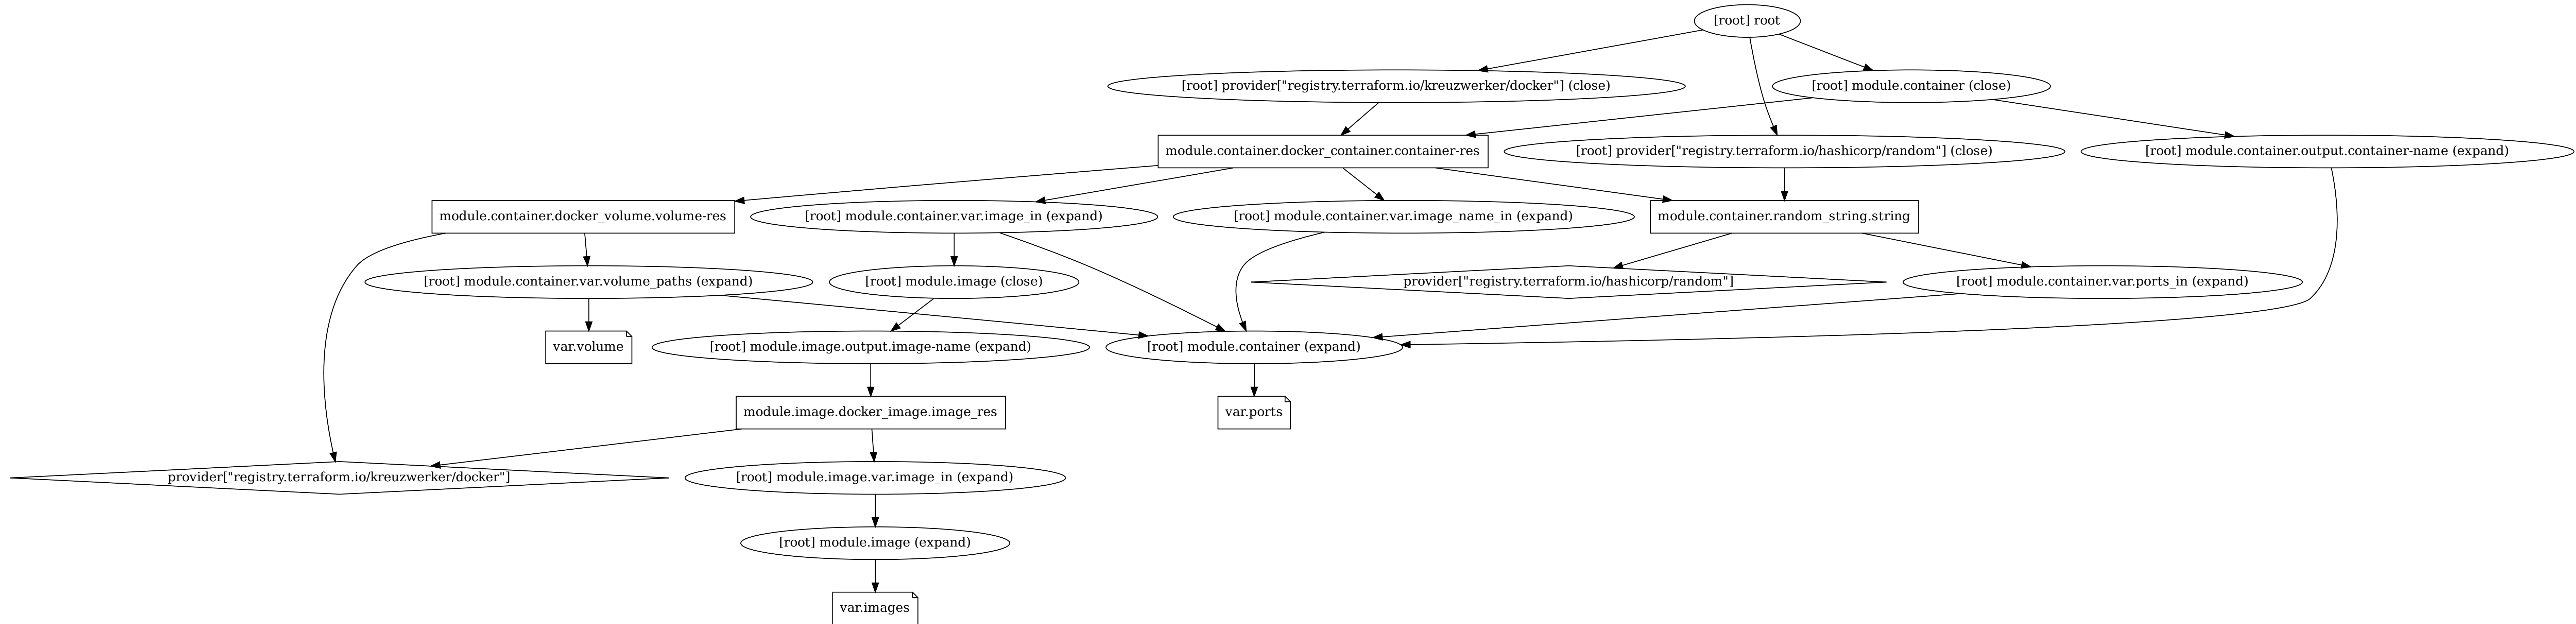 [root] root
[root] provider["registry.terraform.io/kreuzwerker/docker"] (close)
[root] module.container (close)
module.container.docker_container.container-res
[root] provider["registry.terraform.io/hashicorp/random"] (close)
[root] module.container.output.container-name (expand)
module.container.docker_volume.volume-res
[root] module.container.var.image_in (expand)
[root] module.container.var.image_name_in (expand)
module.container.random_string.string
[root] module.container.var.volume_paths (expand)
[root] module.image (close)
provider["registry.terraform.io/hashicorp/random"]
[root] module.container.var.ports_in (expand)
var.volume
[root] module.image.output.image-name (expand)
[root] module.container (expand)
module.image.docker_image.image_res
var.ports
provider["registry.terraform.io/kreuzwerker/docker"]
[root] module.image.var.image_in (expand)
[root] module.image (expand)
var.images